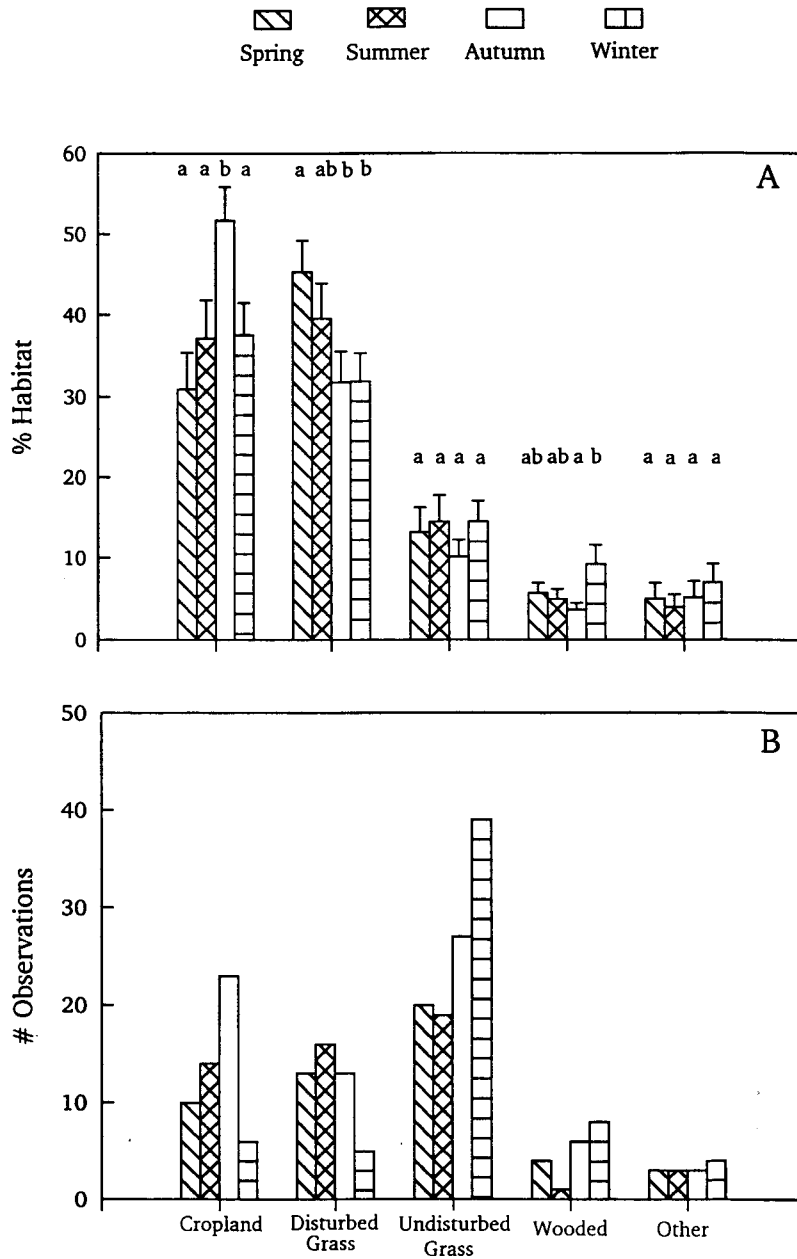 Spring Summer Autumn Winter
A
60
a a b a a ab b b
50
40
30
a a a a ab ab a b a a a a
20
10
0
% Habitat
B
50
40
30
20
10
0
# Observations
Cropland Disturbed Undisturbed Wooded Other
Grass Grass